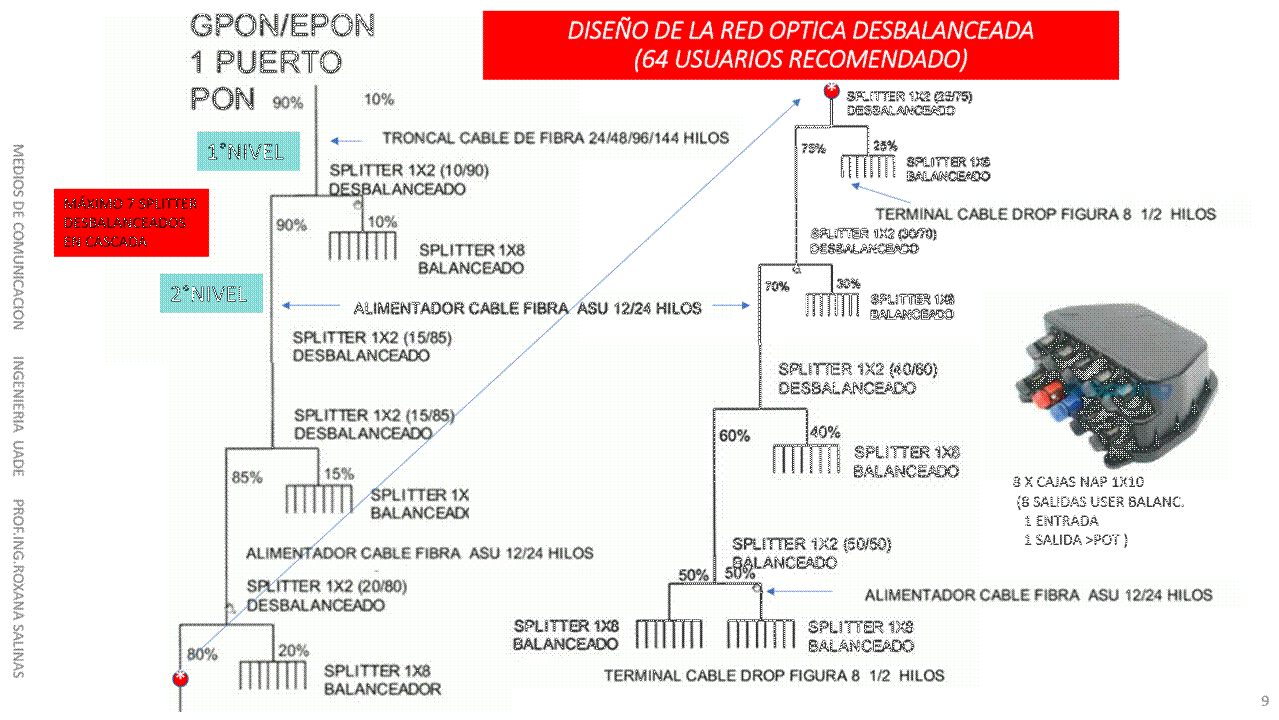 GPON/EPON
1 PUERTO
PON
90%
10%
DISEÑO DE LA RED OPTICA DESBALANCEADA
(64 USUARIOS RECOMENDADO)
1°NIVEL
TRONCAL CABLE DE FIBRA 24/48/96/144 HILOS
SPLITTER 1X2 (10/90)
DESBALANCEADO
MÁXIMO 7 SPLITTER
DESBALANCEADOS
EN CASCADA
90%
10%
SPLITTER 1X8
BALANCEADO
2°NIVEL
ALIMENTADOR CABLE FIBRA ASU 12/24 HILOS
SPLITTER 1X2 (15/85)
DESBALANCEADO
SPLITTER 1X2 (15/85)
DESBALANCEADO
85%
15%
SPLITTER 1X
BALANCEAD
ALIMENTADOR CABLE FIBRA ASU 12/24 HILOS
SPLITTER 1X2 (20/80)
DESBALANCEADO
80%
20%
SPLITTER 1X8
BALANCEADOR
SPLITTER 1X2 (25/75)
DESBALANCEADO
75%
25%
SPLITTER 1X8
BALANCEADO
TERMINAL CABLE DROP FIGURA 8 1/2 HILOS
SPLITTER 1X2 (30/70)
DESBALANCEADO
70%
30%
SPLITTER 1X8
BALANCEADO
SPLITTER 1X2 (40/60)
DESBALANCEADO
60%
40%
SPLITTER 1X8
BALANCEADO
SPLITTER 1X2 (50/50)
BALANCEADO
50%
50%
ALIMENTADOR CABLE FIBRA ASU 12/24 HILOS
SPLITTER 1X8
BALANCEADO
SPLITTER 1X8
BALANCEADO
TERMINAL CABLE DROP FIGURA 8 1/2 HILOS
8 X CAJAS NAP 1X10
(8 SALIDAS USER BALANC.
1 ENTRADA
1 SALIDA >POT )
MEDIOS DE COMUNICACION INGENIERIA UADE PROF.ING.ROXANA SALINAS
9